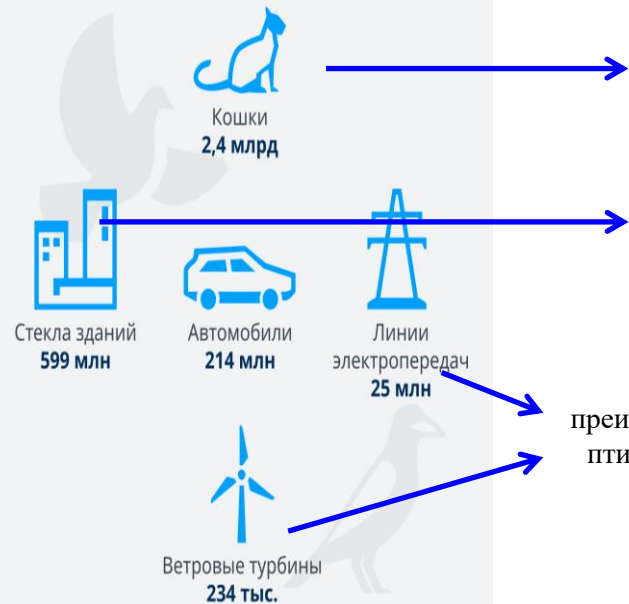 Кошки
2,4 млрд
Стекла зданий
599 млн
Автомобили
214 млн
Линии
электропередач
25 млн
преи
пти
Ветровые турбины
234 тыс.